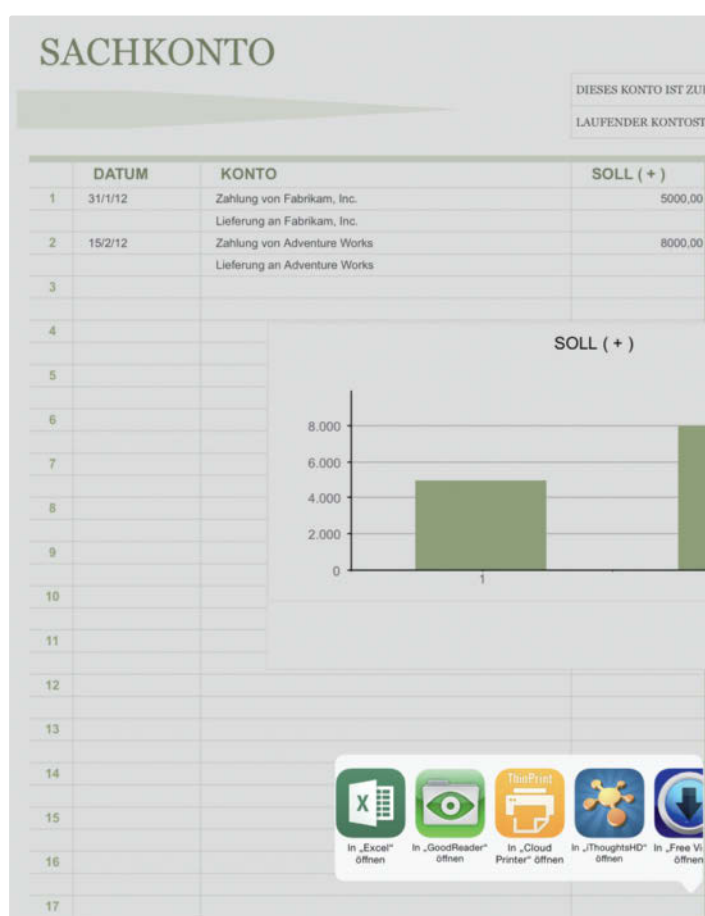 SACHKONTO
DIESES KONTO IST
LAUFENDER
DATUM KONTO SOLL ( + )
1 31/1/12 Zahlung von Fabrikam, Inc. 5000,00
Lieferung an Fabrikam, Inc.
2 15/2/12 Zahlung von Adventure Works 8000,00
Lieferung an Adventure Works
3
4
SOLL ( + )
5
6
8.000
7
6.000
8
4.000
2.000
9
0
1
10
11
12
13
14
ThinPrint
X
15
In „Excel“ öffnen
In „GoodReader“ öffnen
In „Cloud Printer“ öffnen
In „iThoughtsHD“ öffnen
In „Free
öffnen
16
17